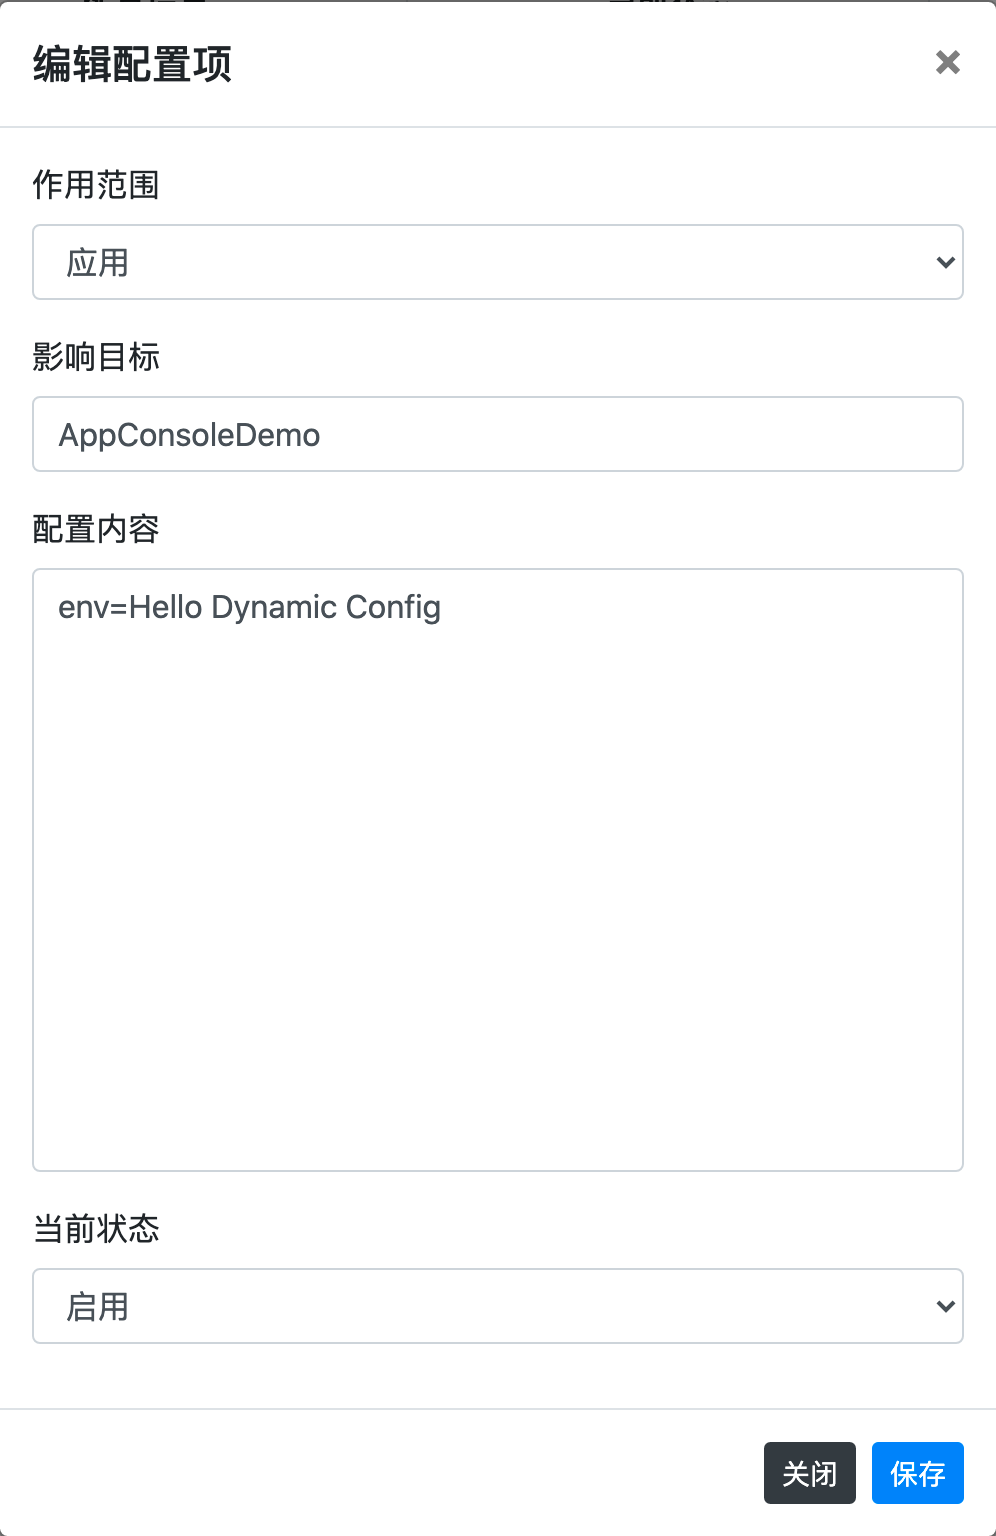 编辑配置项
作用范围
应用
影响目标
AppConsoleDemo
配置内容
env=Hello Dynamic Config
当前状态
启用
关闭 保存